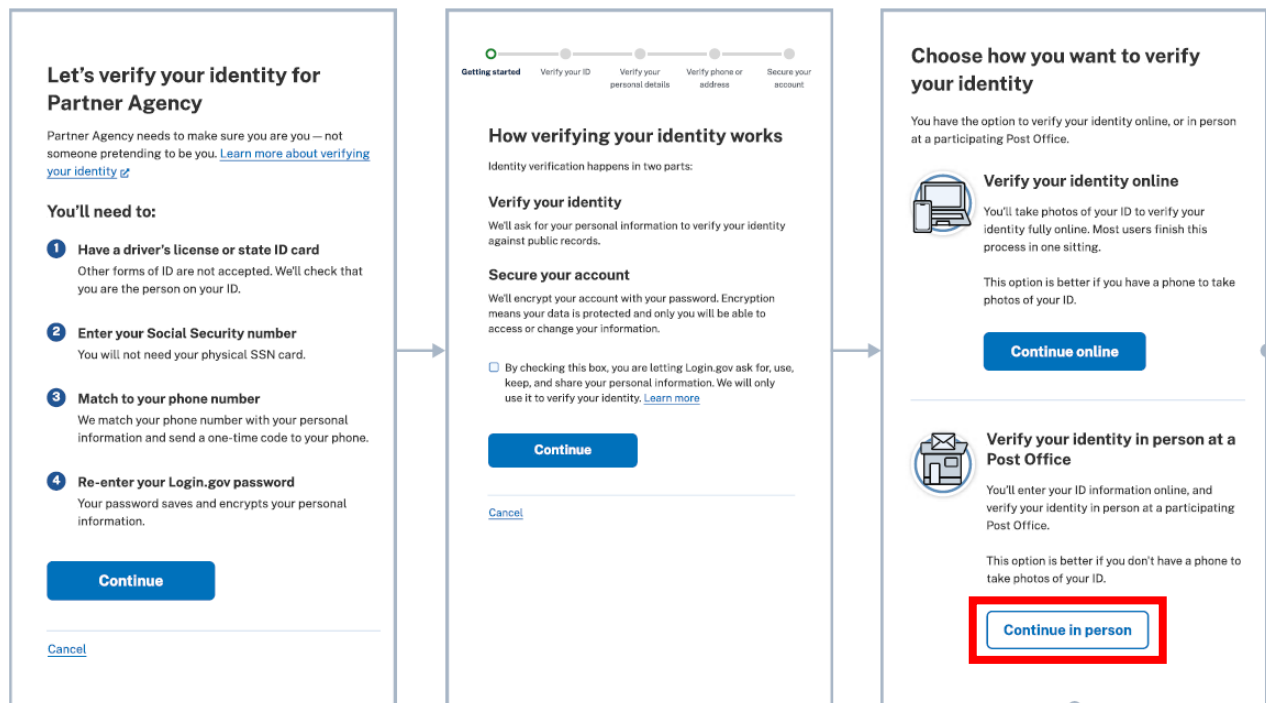 Let's verify your identity for
Partner Agency
Partner Agency needs to make sure you are you — not
someone pretending to be you. Learn more about verifying
your identity
You'll need to:
1 Have a driver's license or state ID card
Other forms of ID are not accepted. We'll check that
you are the person on your ID.
2 Enter your Social Security number
You will not need your physical SSN card.
3 Match to your phone number
We match your phone number with your personal
information and send a one-time code to your phone.
4 Re-enter your Login.gov password
Your password saves and encrypts your personal
information.
Continue
Cancel
Getting started
Verify your ID
Verify your
personal details
Verify phone or
address
Secure your
account
How verifying your identity works
Identity verification happens in two parts:
Verify your identity
We'll ask for your personal information to verify your identity
against public records.
Secure your account
We'll encrypt your account with your password. Encryption
means your data is protected and only you will be able to
access or change your information.
By checking this box, you are letting Login.gov ask for, use,
keep, and share your personal information. We will only
use it to verify your identity. Learn more
Continue
Cancel
Choose how you want to verify
your identity
You have the option to verify your identity online, or in person
at a participating Post Office.
Verify your identity online
You'll take photos of your ID to verify your
identity fully online. Most users finish this
process in one sitting.
This option is better if you have a phone to take
photos of your ID.
Continue online
Verify your identity in person at a
Post Office
You'll enter your ID information online, and
verify your identity in person at a participating
Post Office.
This option is better if you don't have a phone to
take photos of your ID.
Continue in person